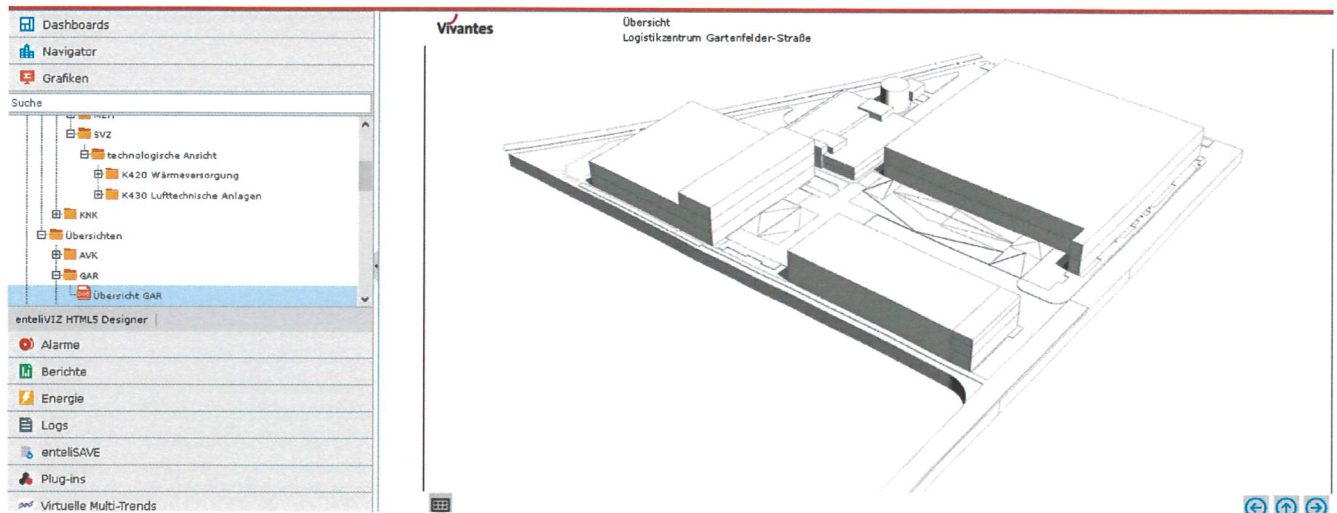 Dashboards
Navigator
Grafiken
Suche
SVZ
technologische Ansicht
K420 Wärmeversorgung
K430 Lufttechnische Anlagen
KNK
Übersichten
AVK
GAR
Übersicht GAR
enteliVIZ HTML5 Designer
Alarme
Berichte
Energie
Logs
enteliSAVE
Plug-ins
Virtuelle Multi-Trends
Vivantes
Übersicht
Logistikzentrum Gartenfelder-Straße